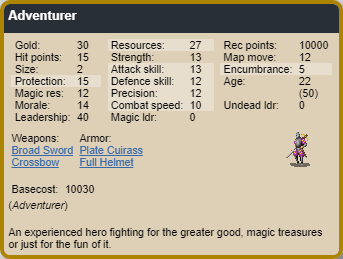 Adventurer
Gold: 30 Resources: 27 Rec points: 10000
Hit points: 15 Strength: 13 Map move: 12
Size: 2 Attack skill: 13 Encumbrance: 5
Protection: 15 Defence skill: 12 Age: 22
Magic res: 12 Precision: 12 (50)
Morale: 14 Combat speed: 10 Undead ldr: 0
Leadership: 40 Magic ldr: 0
Weapons: Armor:
Broad Sword Plate Cuirass
Crossbow Full Helmet
Basecost: 10030
(Adventurer)
An experienced hero fighting for the greater good, magic treasures
or just for the fun of it.